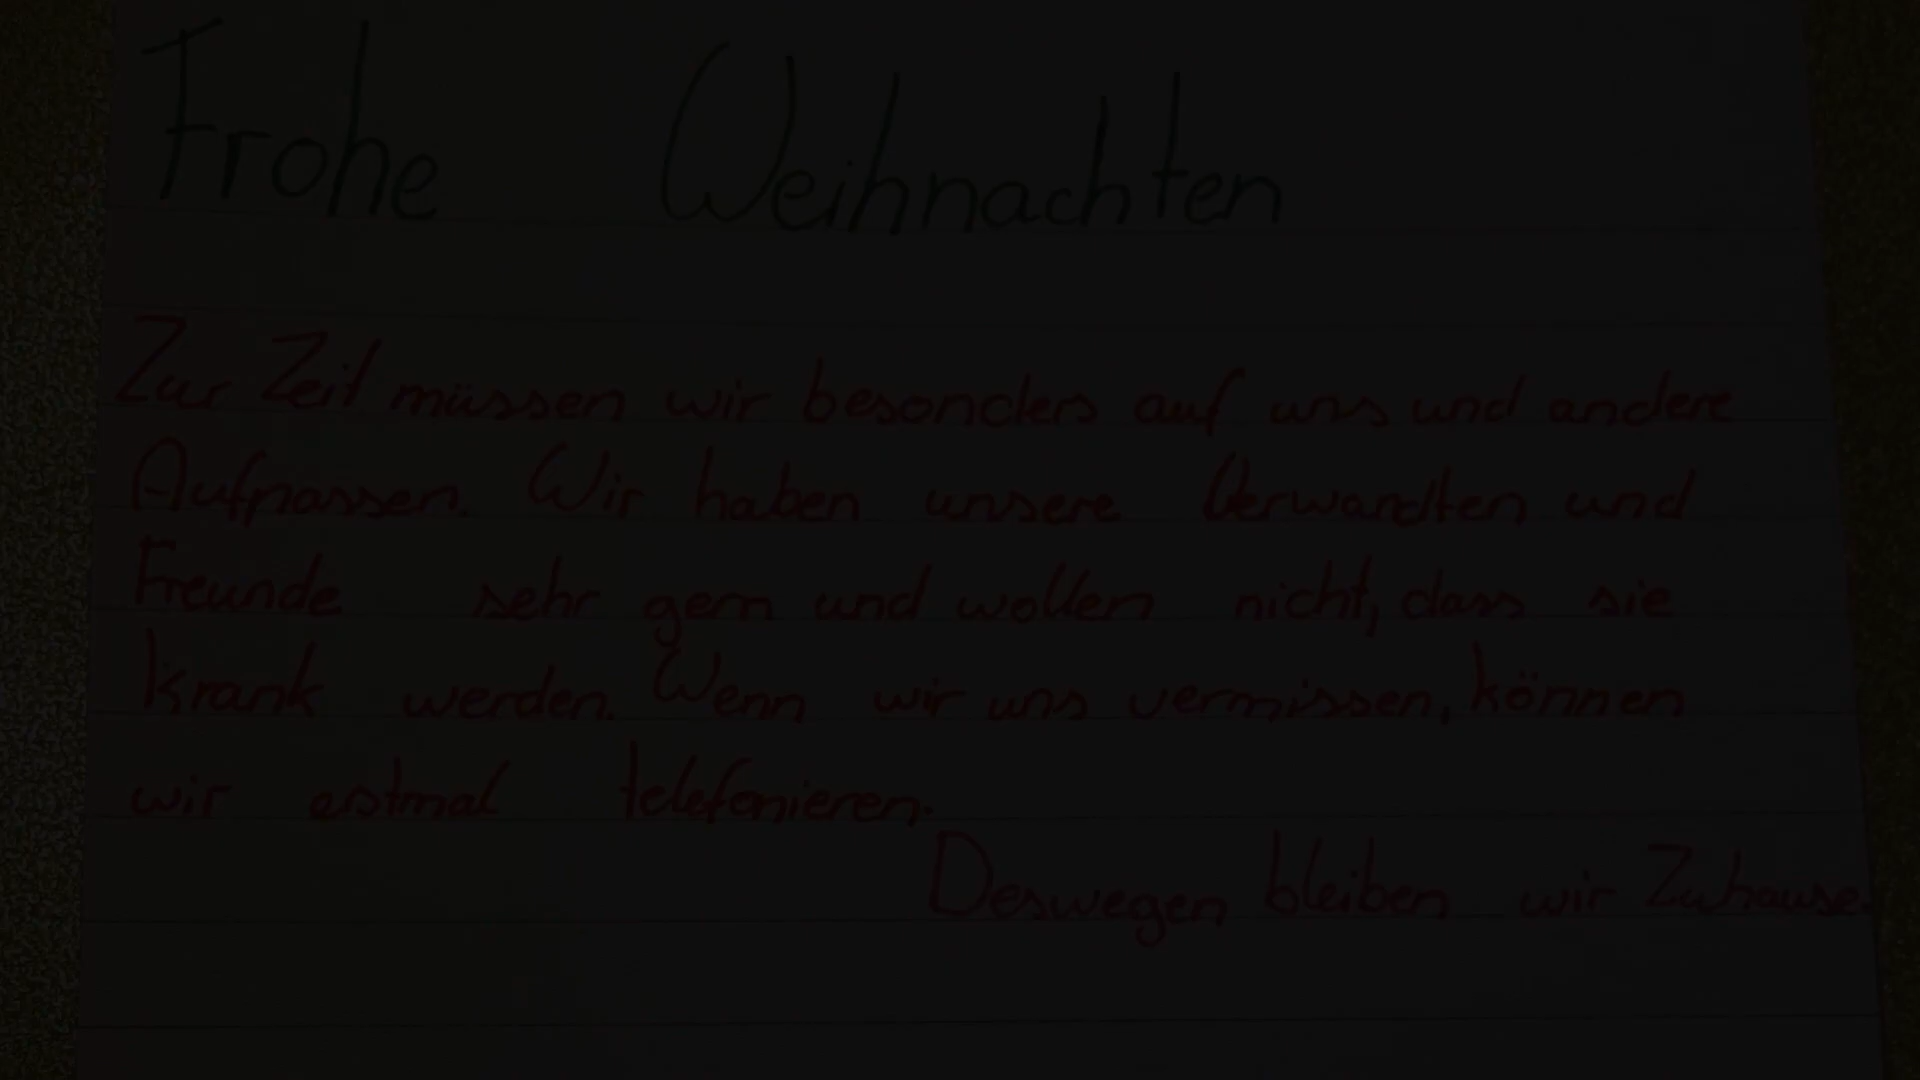 Frohe Weihnachten
Zur Zeit müssen wir besonders auf uns und andere
Aufpassen. Wir haben unsere Verwandten und
Freunde sehr gern und wollen nicht, dass sie
Krank werden. Wenn wir uns vermissen, können
wir erstmal telefonieren.
Deswegen bleiben wir Zuhause.